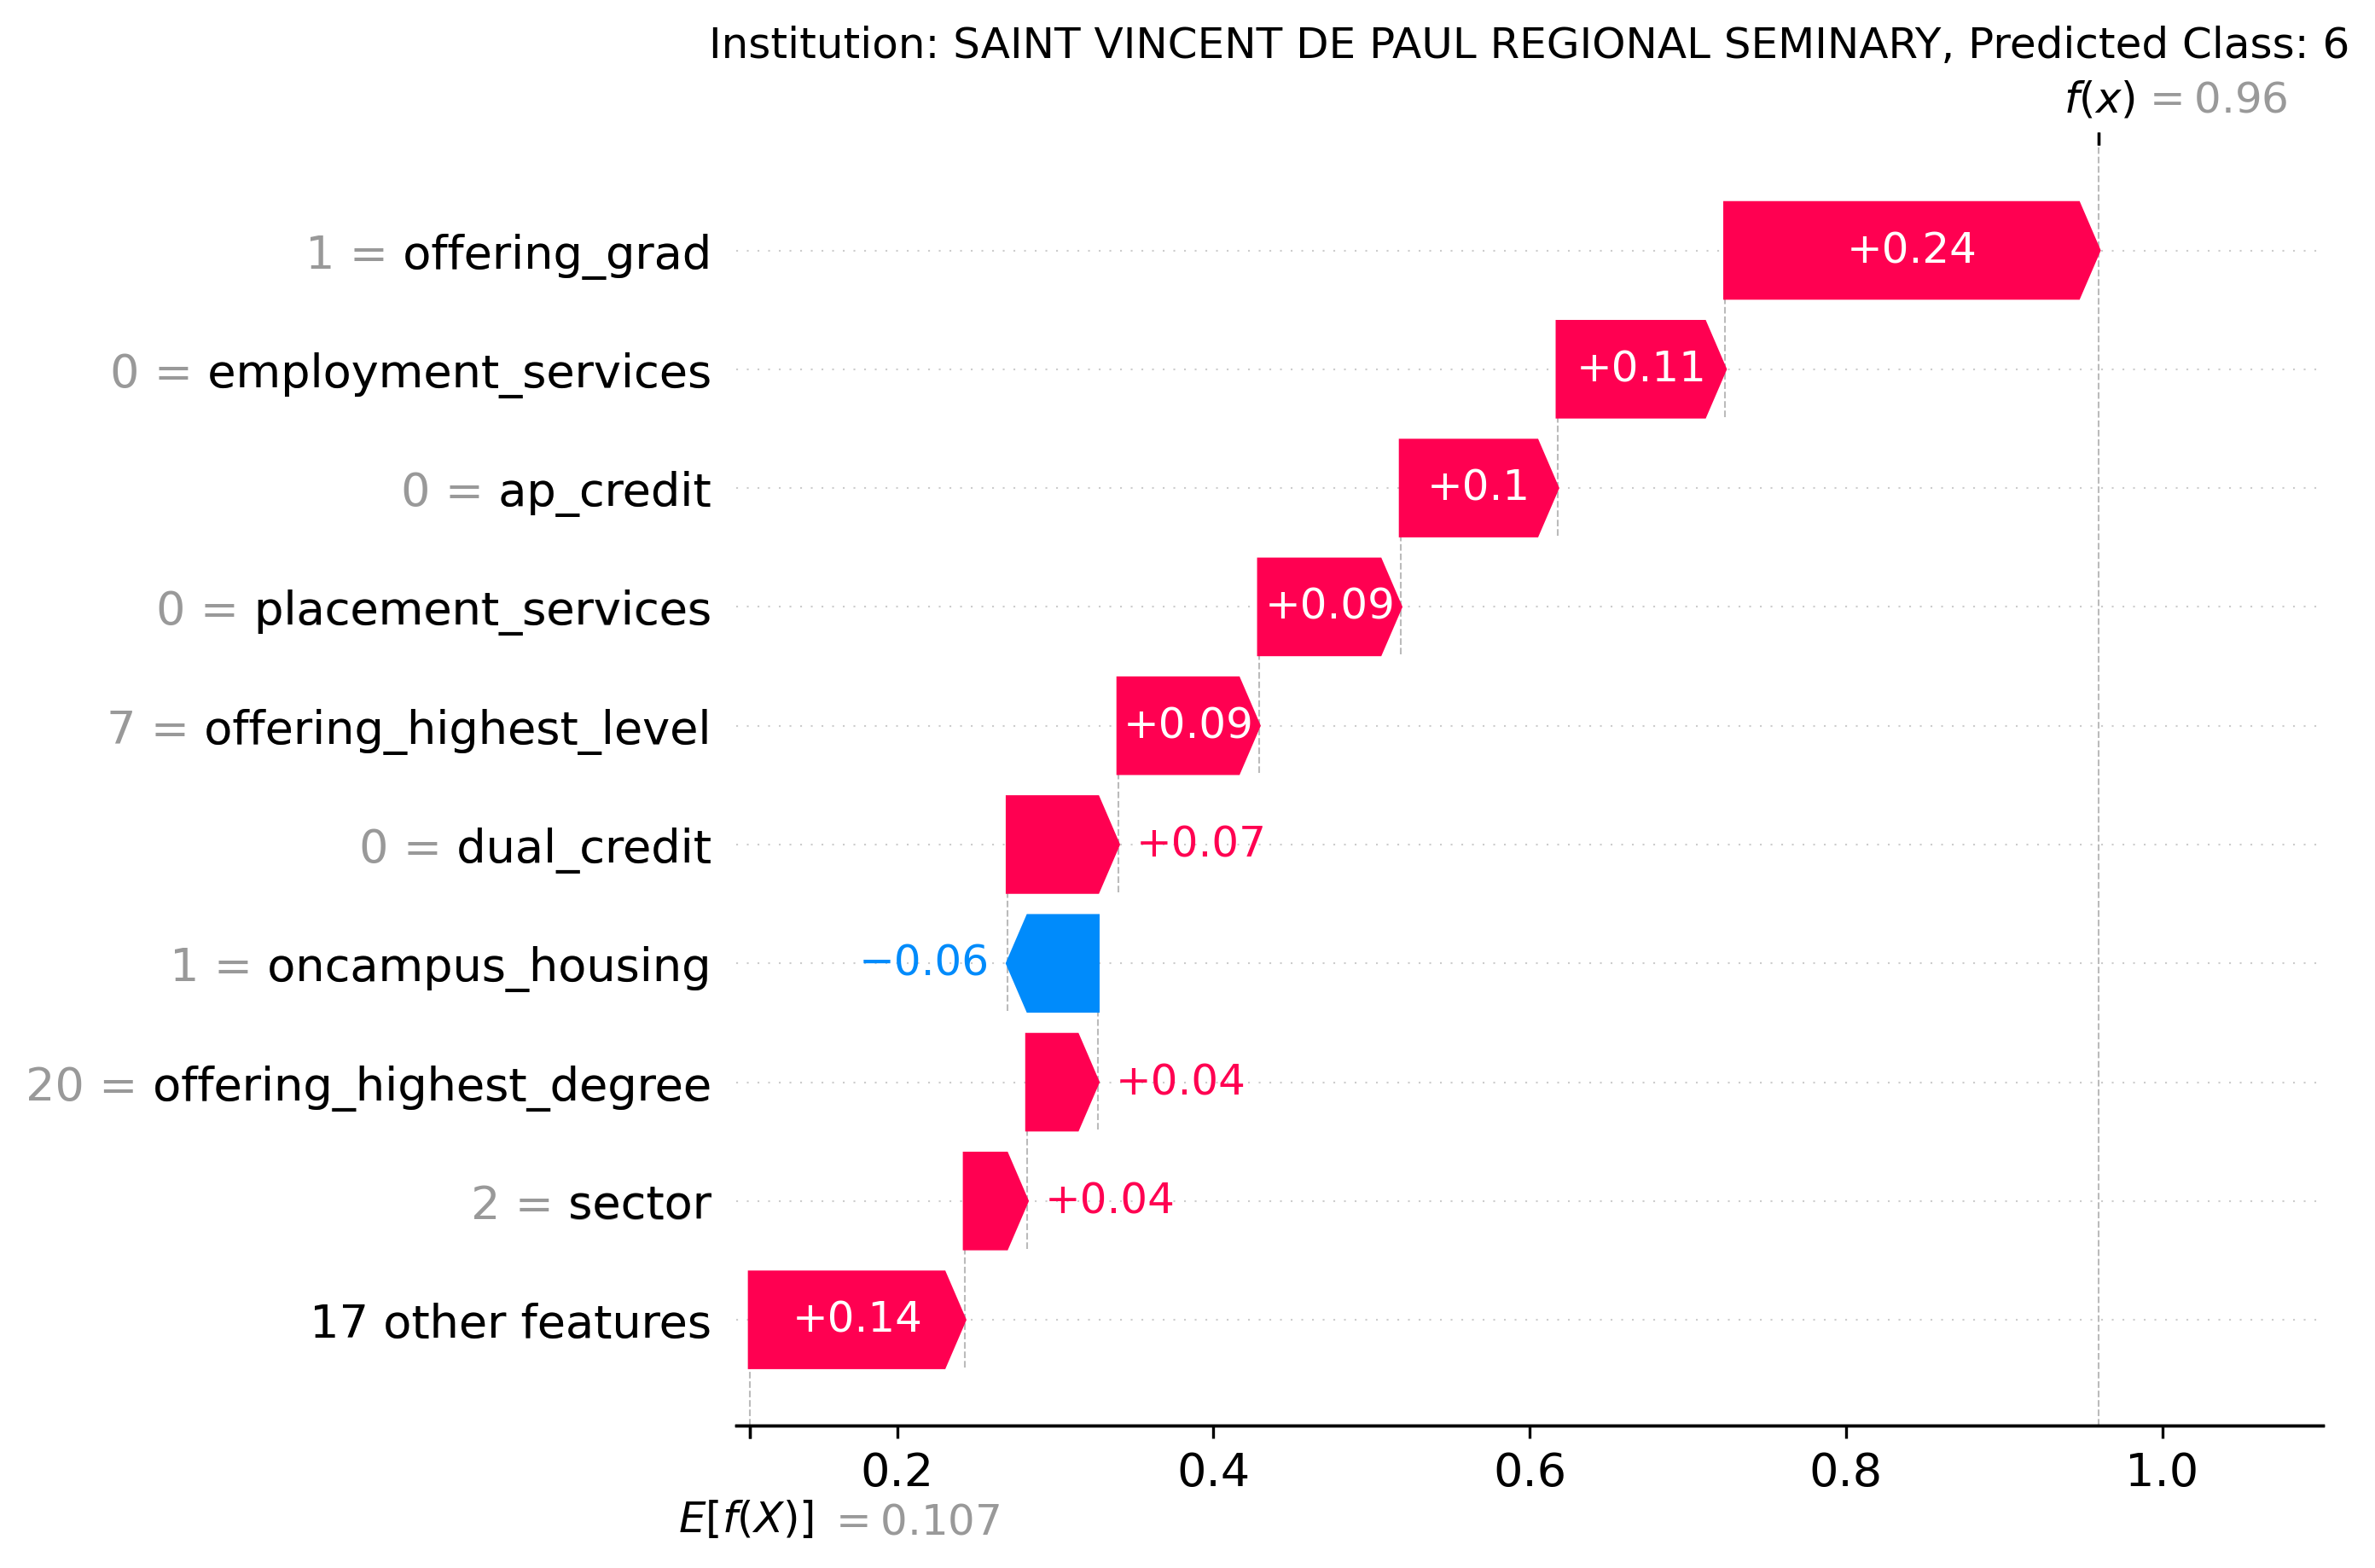 Institution: SAINT VINCENT DE PAUL REGIONAL SEMINARY, Predicted Class: 6
f(x) = 0.96
1 = offering_grad +0.24
0 = employment_services +0.11
0 = ap_credit +0.1
0 = placement_services +0.09
7 = offering_highest_level +0.09
0 = dual_credit +0.07
1 = oncampus_housing −0.06
20 = offering_highest_degree +0.04
2 = sector +0.04
17 other features +0.14
0.2 0.4 0.6 0.8 1.0
E[f(X)] = 0.107